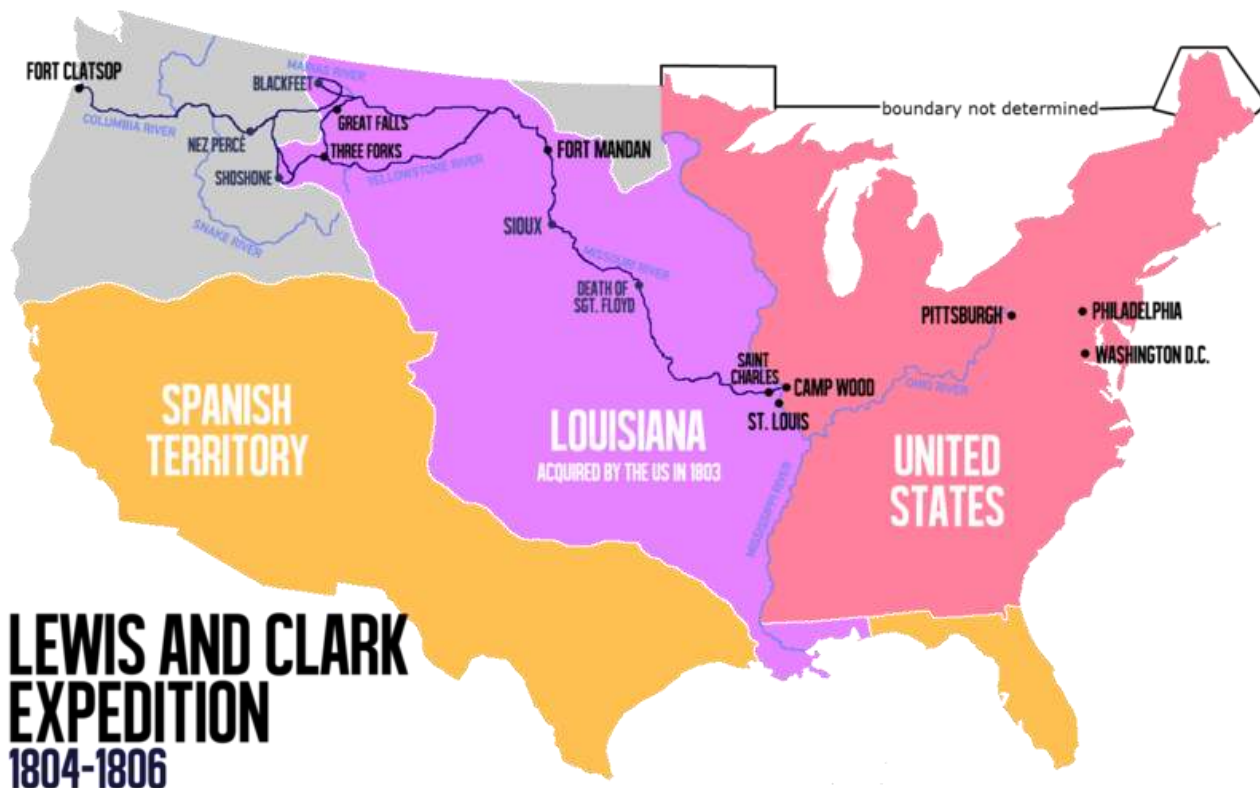 FORT CLATSOP
COLUMBIA RIVER
NEZ PERCÉ
SHOSHONE
SNAKE RIVER
MARIAS RIVER
BLACKFEET
GREAT FALLS
THREE FORKS
YELLOWSTONE RIVER
FORT MANDAN
SIOUX
MISSOURI RIVER
DEATH OF
SGT. FLOYD
boundary not determined
PITTSBURGH
PHILADELPHIA
WASHINGTON D.C.
OHIO RIVER
SAINT
CHARLES
CAMP WOOD
ST. LOUIS
MISSISSIPPI RIVER
SPANISH
TERRITORY
LOUISIANA
ACQUIRED BY THE US IN 1803
UNITED
STATES
LEWIS AND CLARK
EXPEDITION
1804-1806